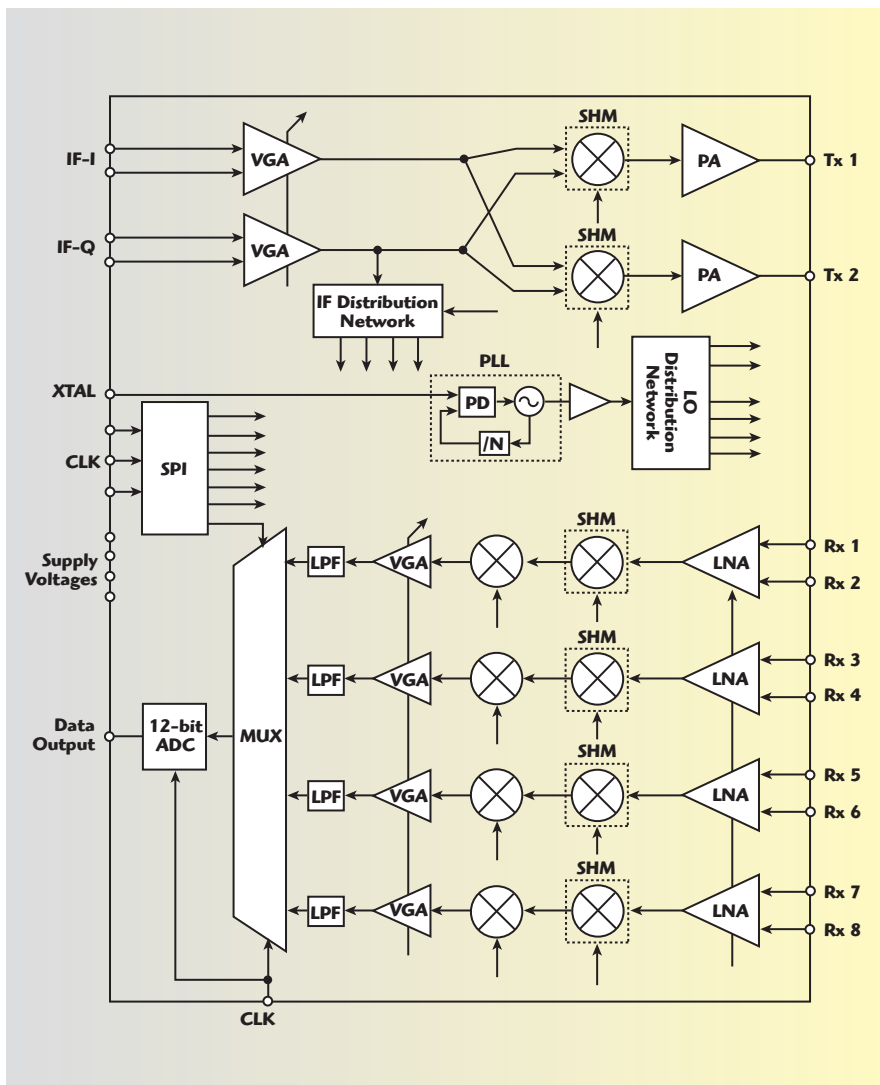 SHM
IF-I
VGA
PA
Tx 1
SHM
IF-Q
VGA
PA
Tx 2
IF Distribution
Network
PLL
XTAL
PD
/N
LO
Distribution
Network
CLK
SPI
SHM
Supply
Voltages
LPF
VGA
LNA
Rx 1
Rx 2
SHM
LPF
VGA
LNA
Rx 3
Rx 4
Data
Output
12-bit
ADC
MUX
SHM
LPF
VGA
LNA
Rx 5
Rx 6
SHM
LPF
VGA
LNA
Rx 7
Rx 8
CLK